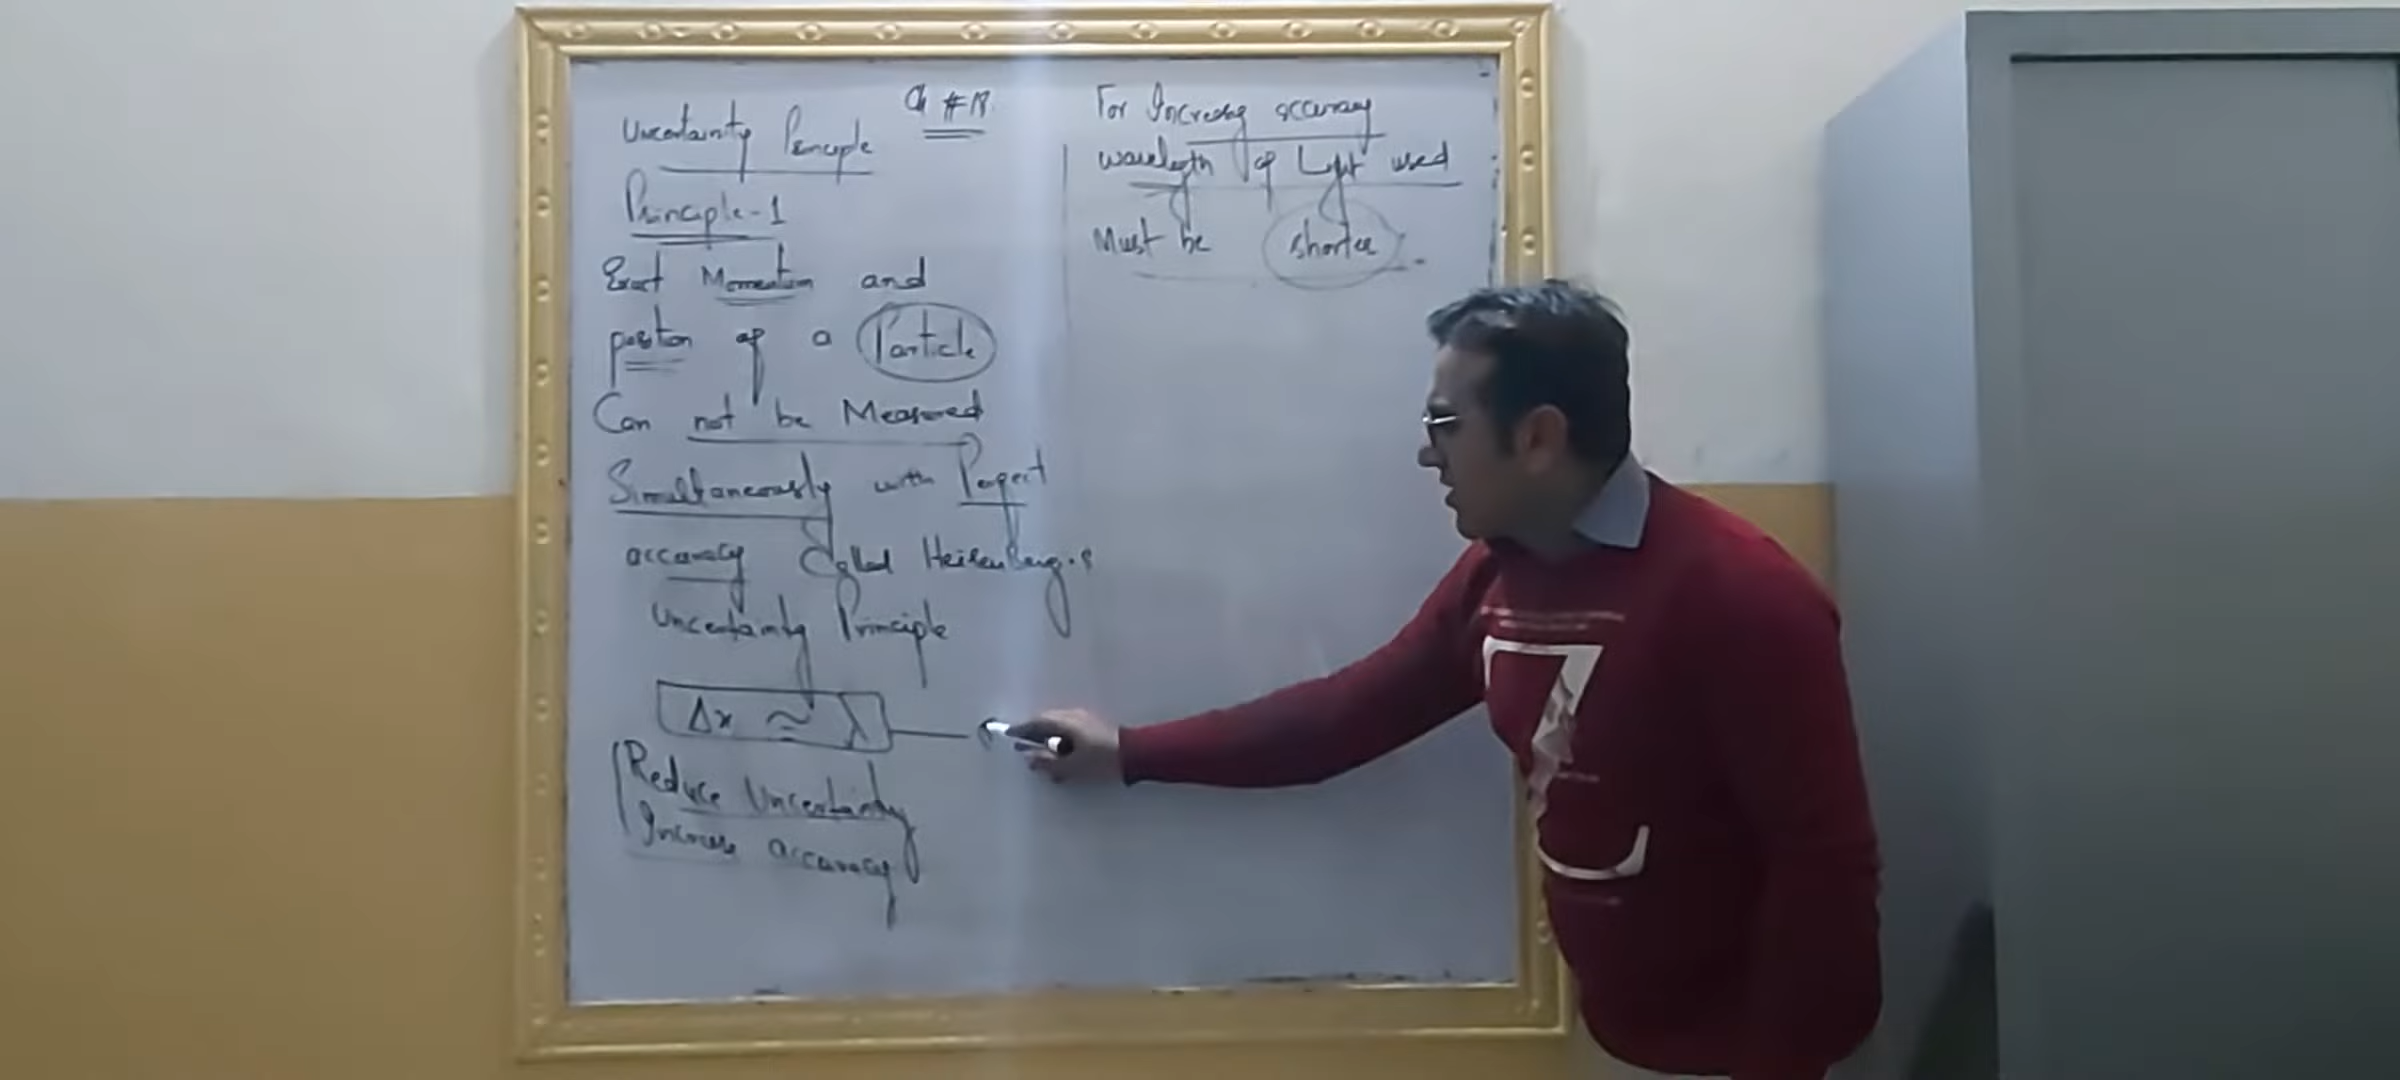 Uncertainty Principle
Ch #18
Principle-1
Exact Momentum and
position of a Particle
Can not be Measured
Simultaneously with Perfect
accuracy Called Heisenberg's
Uncertainty Principle
Δx ≈ λ
Reduce Uncertainty
Increase accuracy
For Increasing accuracy
wavelength of Light used
Must be shorter